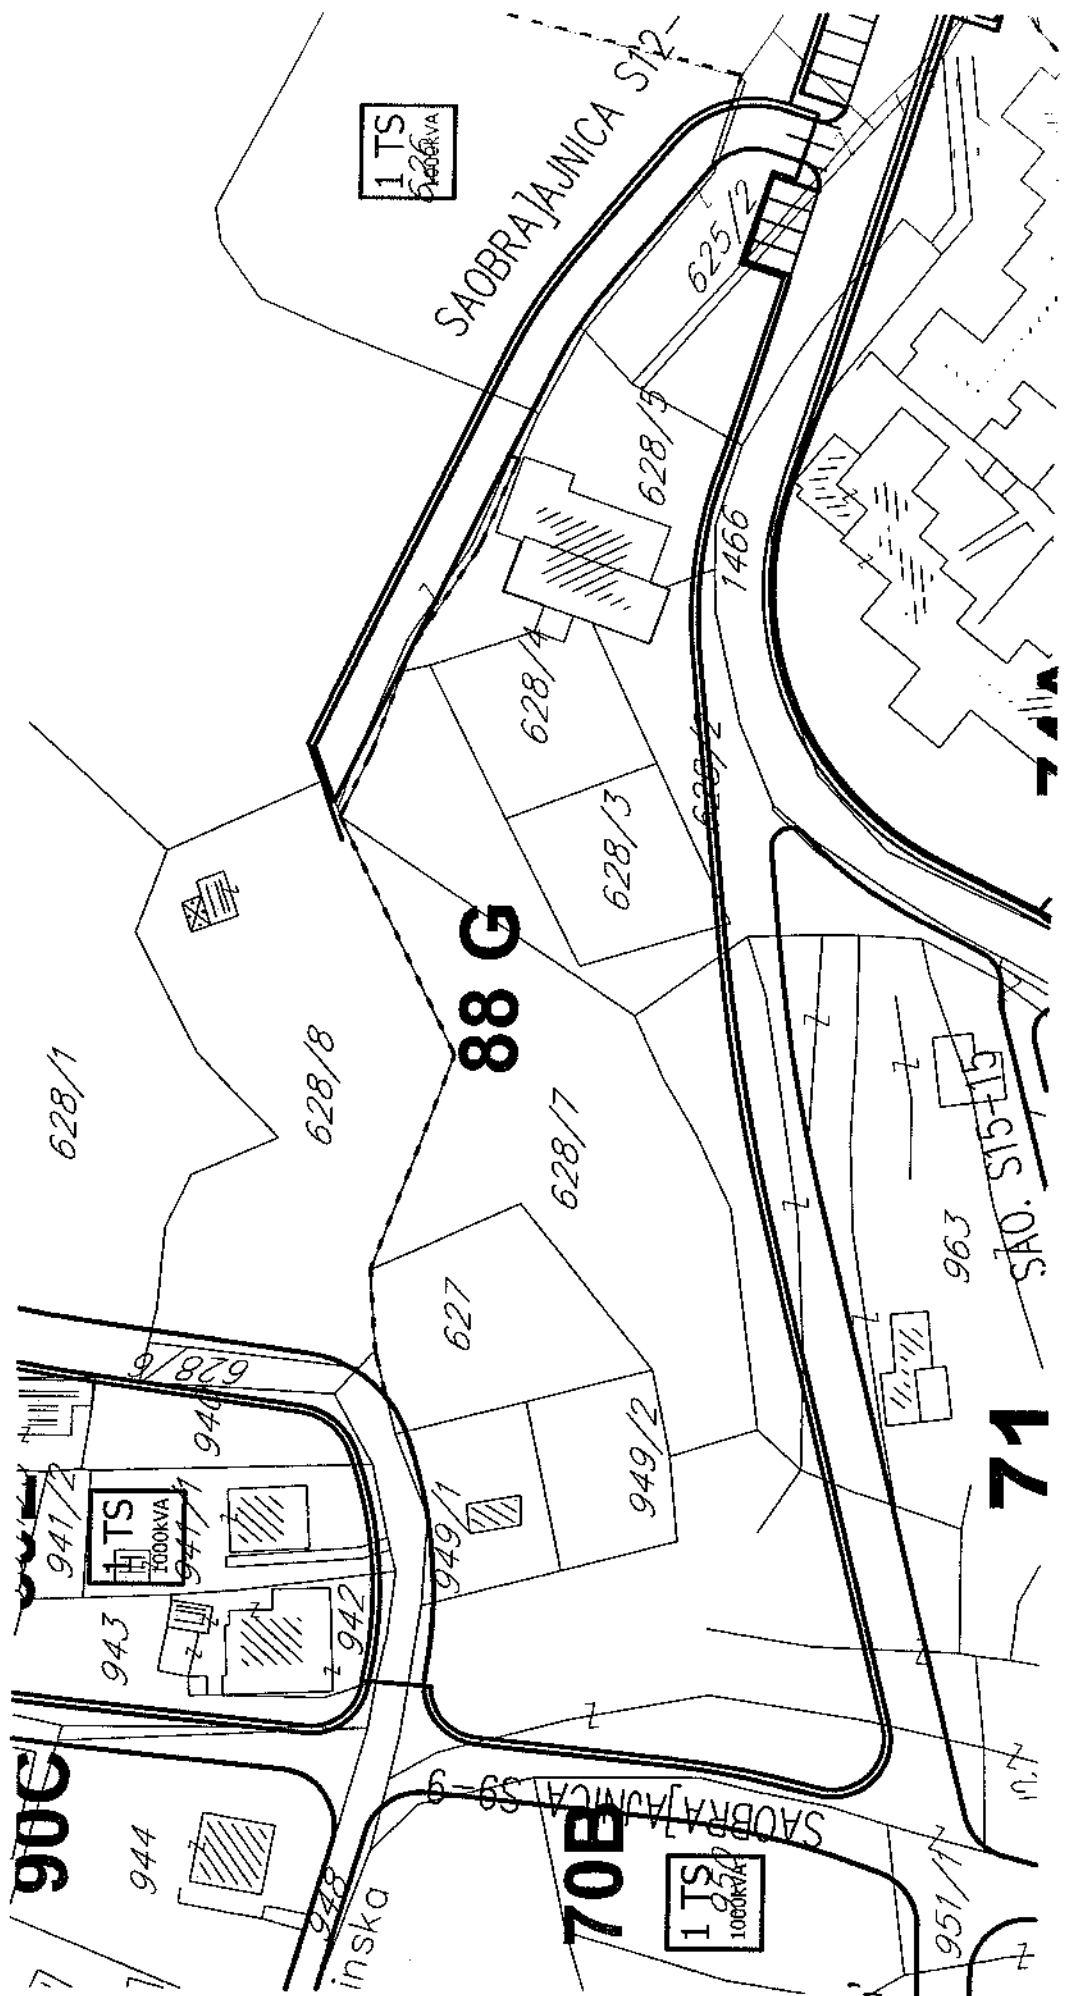 SAOBRAJAJNICA S12-
1 TS
626
1000KVA
625/2
628/5
1466
628/4
628/2
628/3
88 G
628/1
628/8
628/7
SAO. S15-15
963
627
628/6
940
949/2
71
941/2
1 TS
1000KVA
941/1
949/1
943
942
SAOBRAJAJNICA S9-9
90C
944
948
inska
70B
1 TS
950
1000KVA
951/1